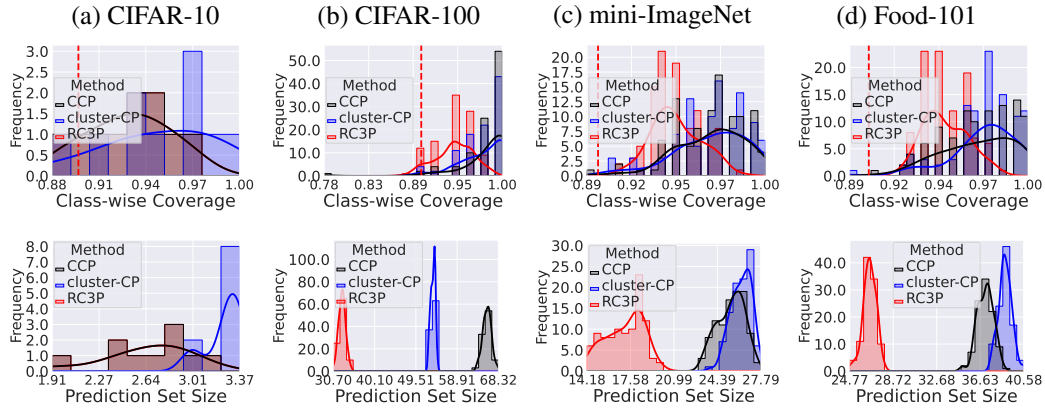 (a) CIFAR-10
(b) CIFAR-100
(c) mini-ImageNet
(d) Food-101
Frequency
3.0
2.5
2.0
1.5
1.0
0.5
0.0
Method
CCP
cluster-CP
RC3P
0.88 0.91 0.94 0.97 1.00
Class-wise Coverage
Frequency
50.0
40.0
30.0
20.0
10.0
0.0
Method
CCP
cluster-CP
RC3P
0.78 0.83 0.89 0.95 1.00
Class-wise Coverage
Frequency
20.0
17.5
15.0
12.5
10.0
7.5
5.0
2.5
0.0
Method
CCP
cluster-CP
RC3P
0.89 0.92 0.95 0.97 1.00
Class-wise Coverage
Frequency
20.0
15.0
10.0
5.0
0.0
Method
CCP
cluster-CP
RC3P
0.89 0.92 0.94 0.97 1.00
Class-wise Coverage
Frequency
8.0
7.0
6.0
5.0
4.0
3.0
2.0
1.0
0.0
Method
CCP
cluster-CP
RC3P
1.91 2.27 2.64 3.01 3.37
Prediction Set Size
Frequency
100.0
80.0
60.0
40.0
20.0
0.0
Method
CCP
cluster-CP
RC3P
30.70 40.10 49.51 58.91 68.32
Prediction Set Size
Frequency
30.0
25.0
20.0
15.0
10.0
5.0
0.0
Method
CCP
cluster-CP
RC3P
14.18 17.58 20.99 24.39 27.79
Prediction Set Size
Frequency
40.0
30.0
20.0
10.0
0.0
Method
CCP
cluster-CP
RC3P
24.77 28.72 32.68 36.63 40.58
Prediction Set Size